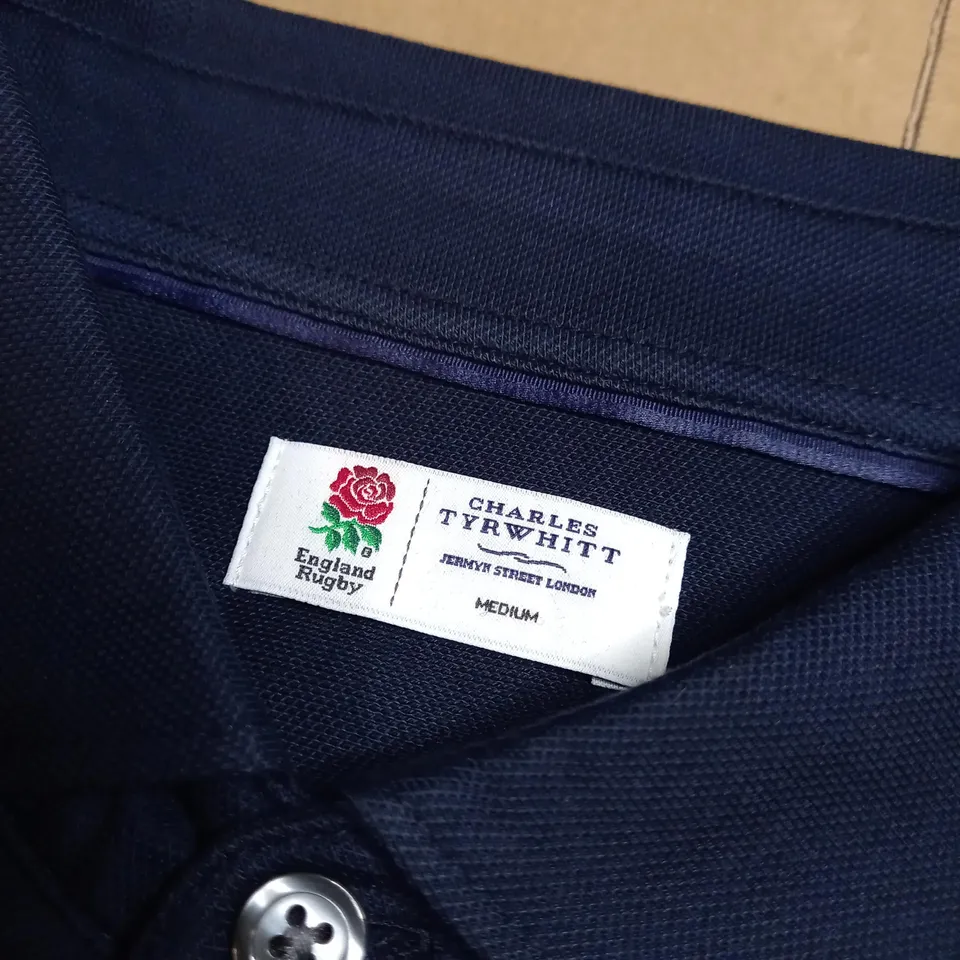 England
Rugby
CHARLES
TYRWHITT
JERMYN STREET LONDON
MEDIUM